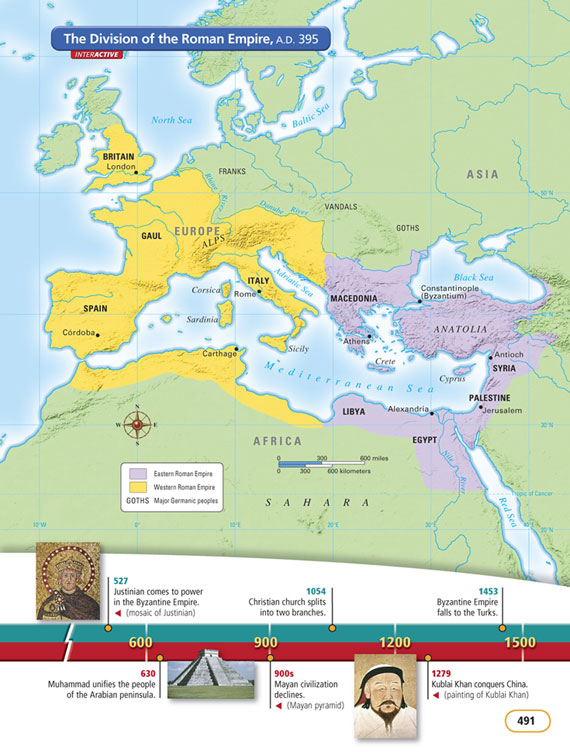 The Division of the Roman Empire, A.D. 395
INTERACTIVE
North Sea
Baltic Sea
BRITAIN
London
FRANKS
ASIA
Rhine River
50°N
Danube River
VANDALS
GAUL
EUROPE
ALPS
GOTHS
Adriatic Sea
Black Sea
Corsica
ITALY
Rome
Constantinople
(Byzantium)
MACEDONIA
SPAIN
Sardinia
ANATOLIA
40°N
Córdoba
Athens
Carthage
Sicily
Antioch
Crete
SYRIA
Mediterranean Sea
Cyprus
PALESTINE
LIBYA
Alexandria
Jerusalem
N
W E
S
30°N
AFRICA
EGYPT
0 300 600 miles
0 300 600 kilometers
Nile River
Eastern Roman Empire
Western Roman Empire
GOTHS Major Germanic peoples
SAHARA
Tropic of Cancer
Red Sea
10°W 0° 10°E 20°E 30°E
20°N
527
Justinian comes to power
in the Byzantine Empire.
(mosaic of Justinian)
1054
Christian church splits
into two branches.
1453
Byzantine Empire
falls to the Turks.
600 900 1200 1500
630
Muhammad unifies the people
of the Arabian peninsula.
900s
Mayan civilization
declines.
(Mayan pyramid)
1279
Kublai Khan conquers China.
(painting of Kublai Khan)
491